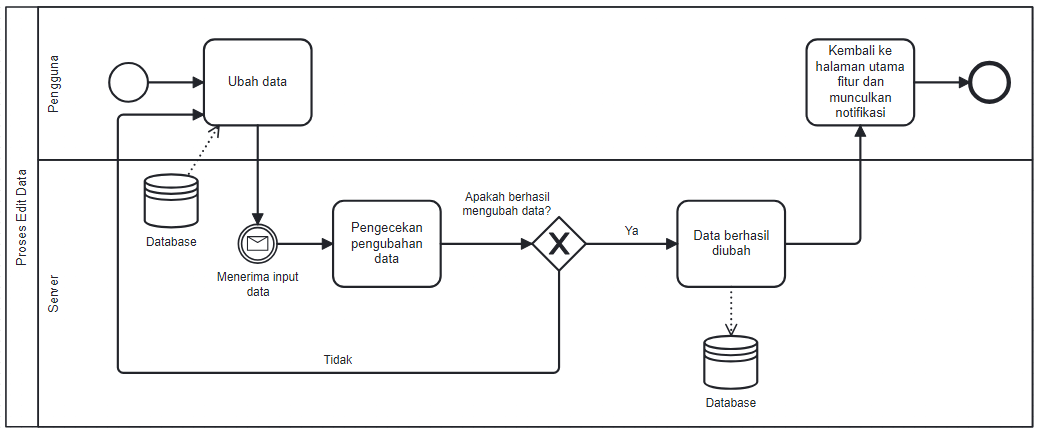 Proses Edit Data
Pengguna
Ubah data
Kembali ke
halaman utama
fitur dan
munculkan
notifikasi
Server
Database
Menerima input
data
Pengecekan
pengubahan
data
Apakah berhasil
mengubah data?
Ya
Data berhasil
diubah
Tidak
Database